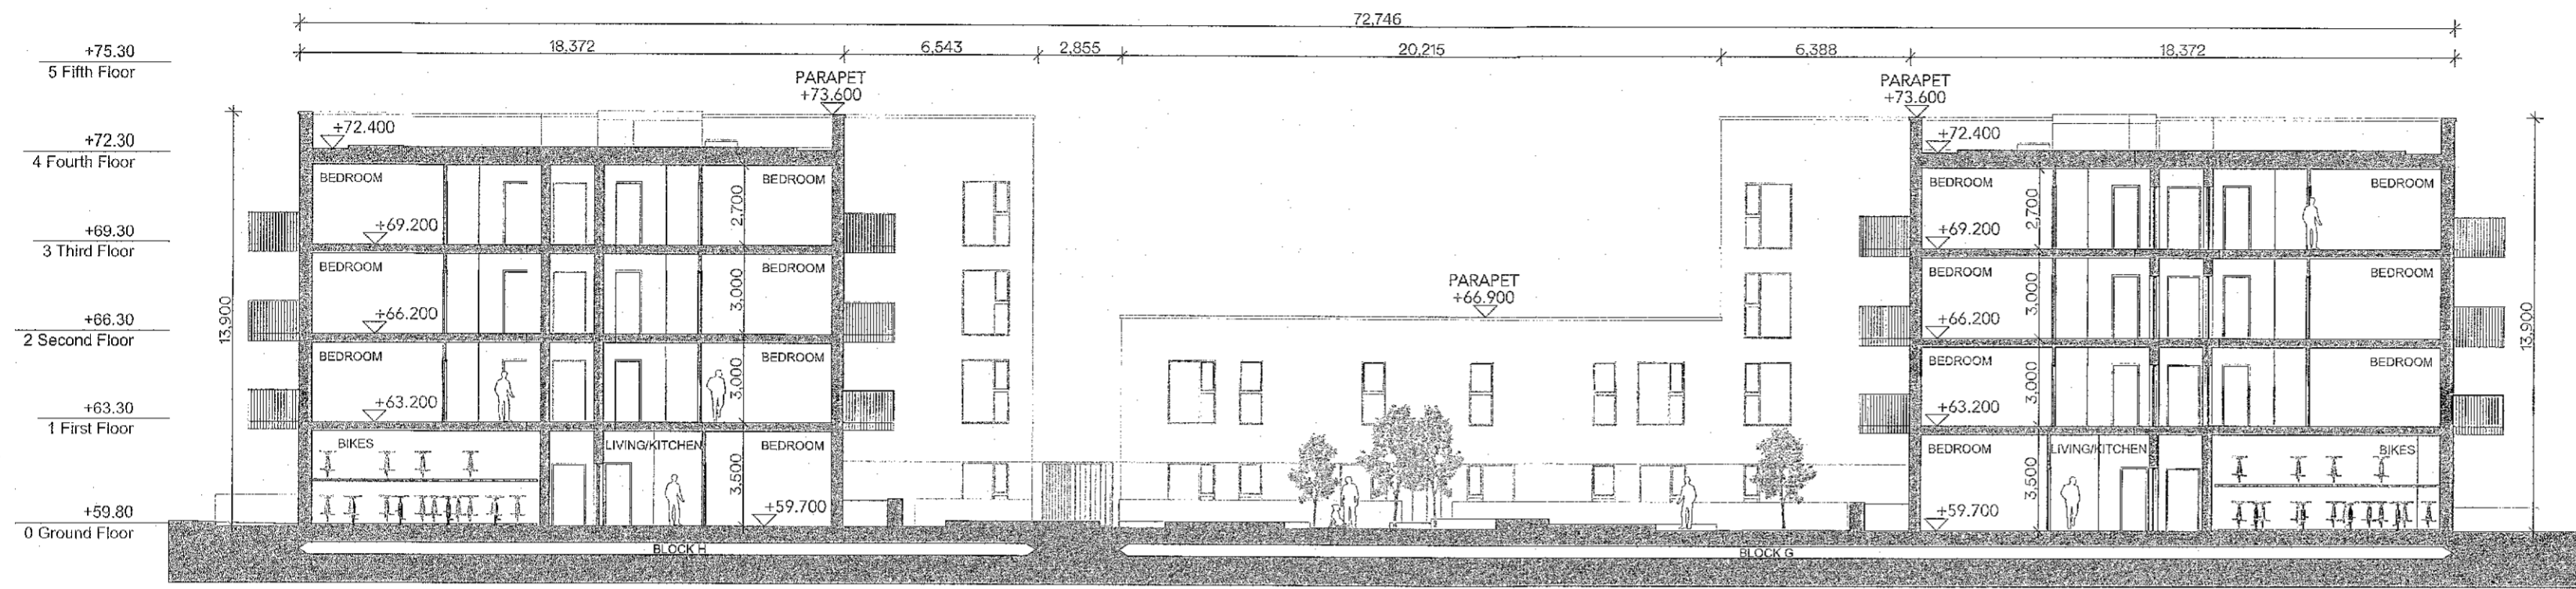 72,746
18,372
6,543
2,855
20,215
6,388
18,372
+75.30
5 Fifth Floor
+72.30
4 Fourth Floor
+69.30
3 Third Floor
+66.30
2 Second Floor
+63.30
1 First Floor
+59.80
0 Ground Floor
13,900
PARAPET
+73.600
+72.400
BEDROOM
BEDROOM
2,700
+69.200
BEDROOM
BEDROOM
3,000
+66.200
BEDROOM
BEDROOM
3,000
+63.200
BIKES
LIVING/KITCHEN
BEDROOM
3,500
+59.700
BLOCK H
PARAPET
+66.900
PARAPET
+73.600
+72.400
BEDROOM
BEDROOM
2,700
+69.200
BEDROOM
BEDROOM
3,000
+66.200
BEDROOM
BEDROOM
3,000
+63.200
BEDROOM
LIVING/KITCHEN
BIKES
3,500
+59.700
BLOCK G
13,900